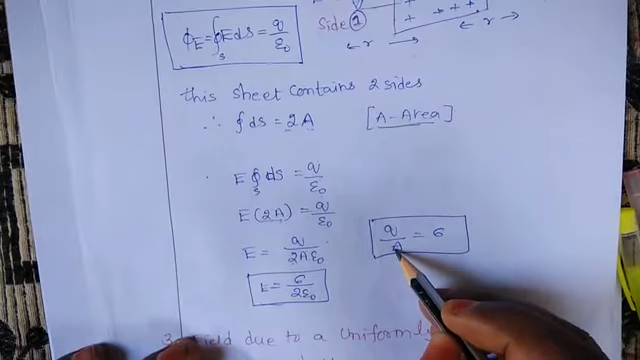 ϕE = ∮s E ds = q/ε0
Side 1
+ + + + +
← r → ← r →
this sheet contains 2 sides
∴ ∮ ds = 2A [A - Area]
E ∮s ds = q/ε0
E (2A) = q/ε0
q/A = σ
E = q/2Aε0
E = σ/2ε0
3. Field due to a Uniformly